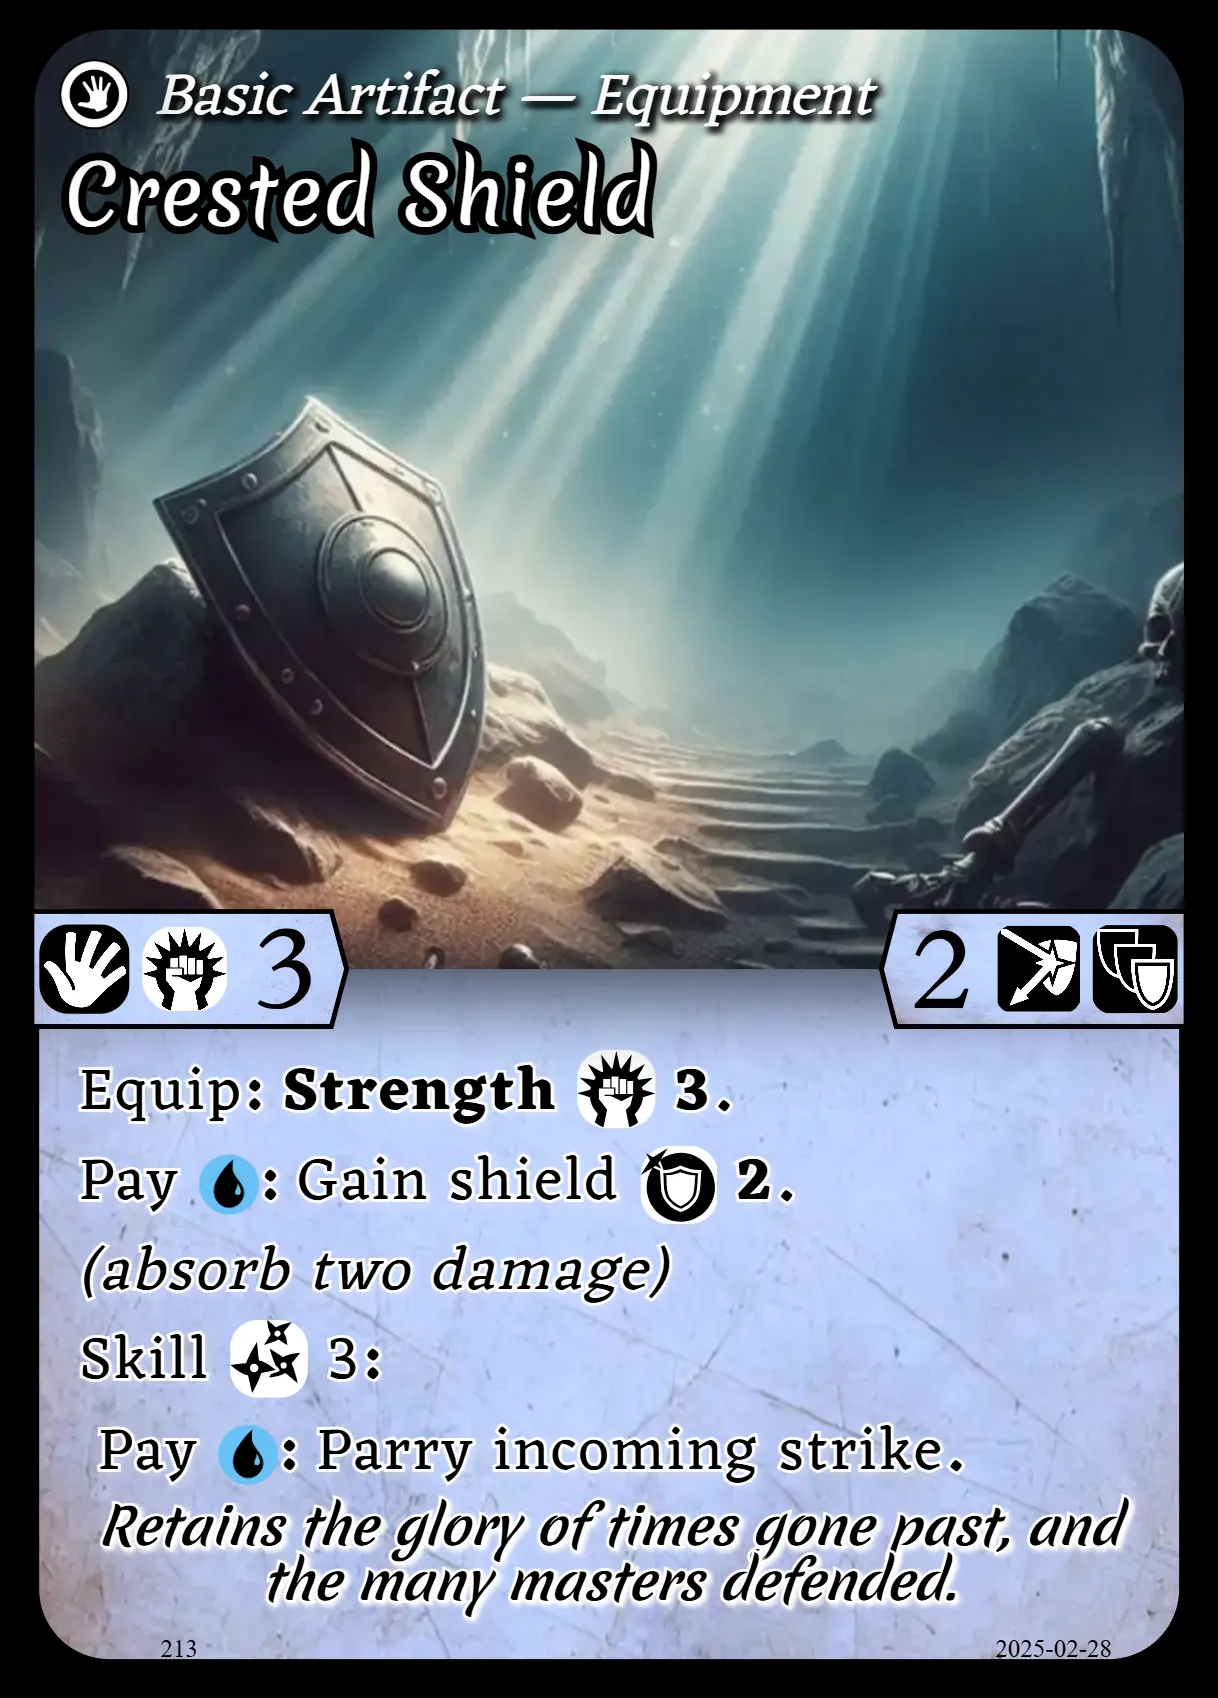 Basic Artifact — Equipment
Crested Shield
3
2
Equip: Strength 3.
Pay : Gain shield 2.
(absorb two damage)
Skill 3:
Pay : Parry incoming strike.
Retains the glory of times gone past, and
the many masters defended.
213
2025-02-28